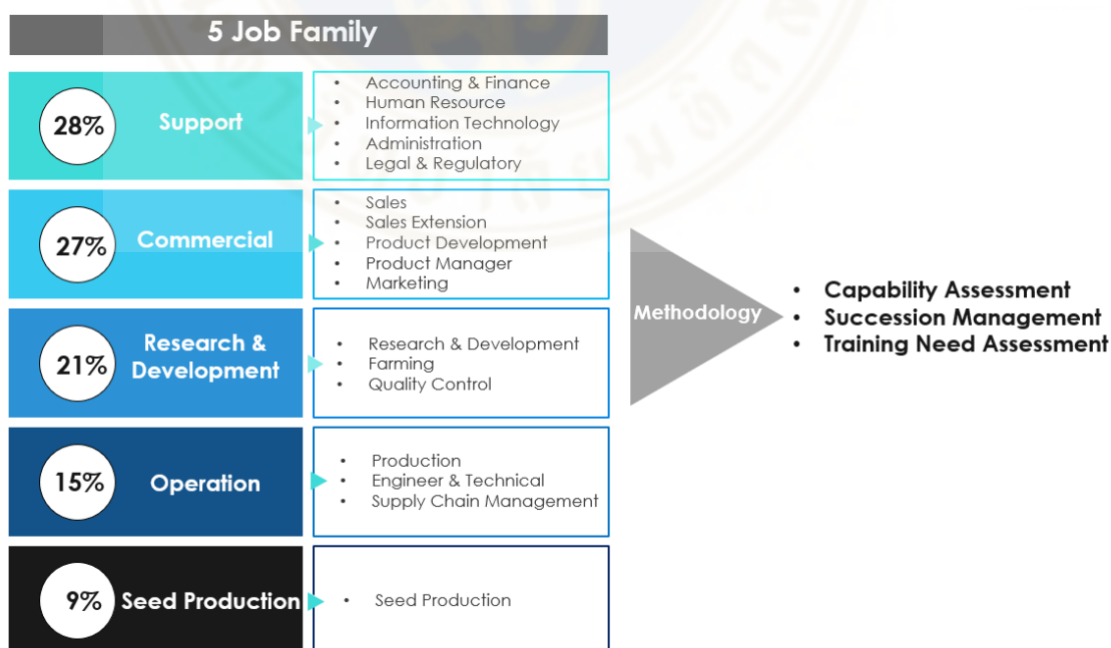 5 Job Family
28%
Support
• Accounting & Finance
• Human Resource
• Information Technology
• Administration
• Legal & Regulatory
27%
Commercial
• Sales
• Sales Extension
• Product Development
• Product Manager
• Marketing
21%
Research &
Development
• Research & Development
• Farming
• Quality Control
15%
Operation
• Production
• Engineer & Technical
• Supply Chain Management
9%
Seed Production
• Seed Production
Methodology
• Capability Assessment
• Succession Management
• Training Need Assessment